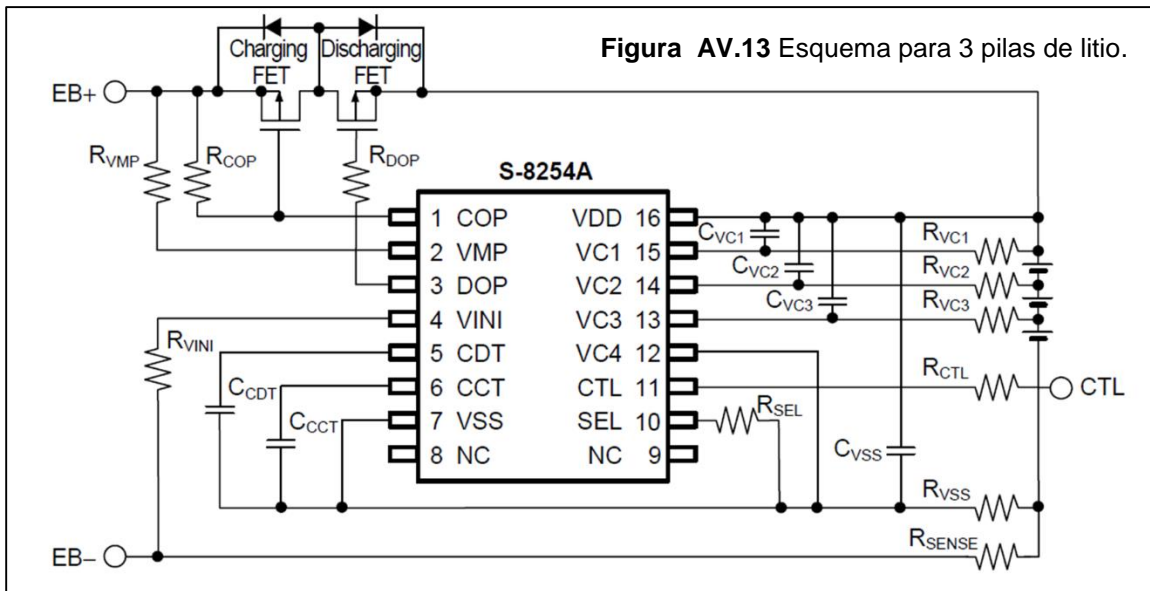 Figura AV.13 Esquema para 3 pilas de litio.
Charging
FET
Discharging
FET
EB+
RVMP
RCOP
RDOP
S-8254A
1 COP
2 VMP
3 DOP
4 VINI
5 CDT
6 CCT
7 VSS
8 NC
VDD 16
VC1 15
VC2 14
VC3 13
VC4 12
CTL 11
SEL 10
NC 9
CVC1
CVC2
CVC3
RVC1
RVC2
RVC3
RVINI
CCDT
CCCT
RCTL
CTL
RSEL
CVSS
RVSS
RSENSE
EB−